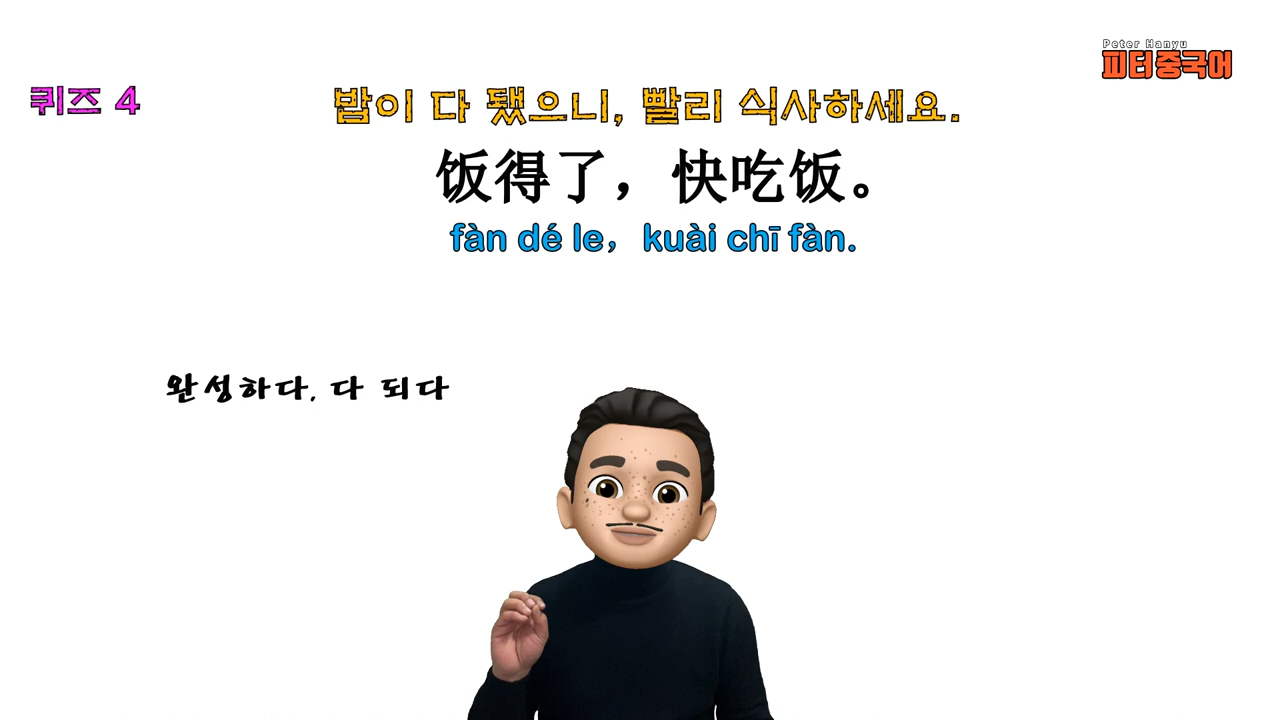 Peter Hanyu
피터 중국어
퀴즈 4
밥이 다 됐으니, 빨리 식사하세요.
饭得了，快吃饭。
fàn dé le，kuài chī fàn.
완성하다, 다 되다